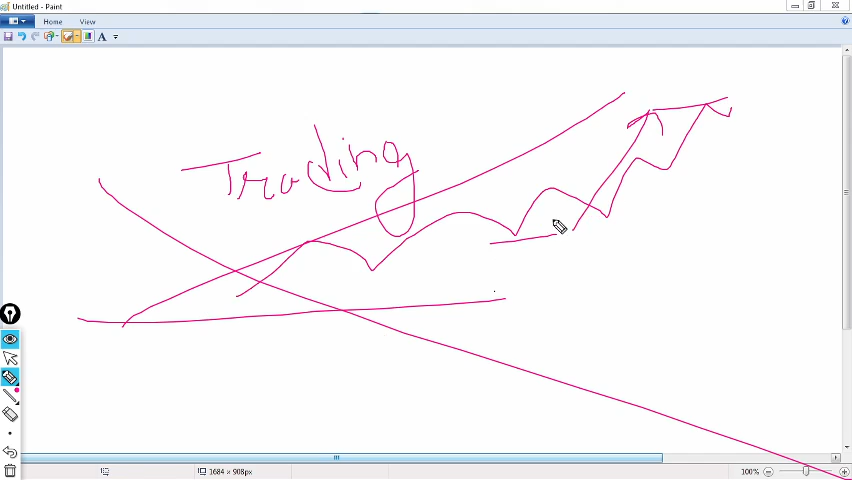 Untitled - Paint
Home View
A
Trading
1684 × 908px 100%